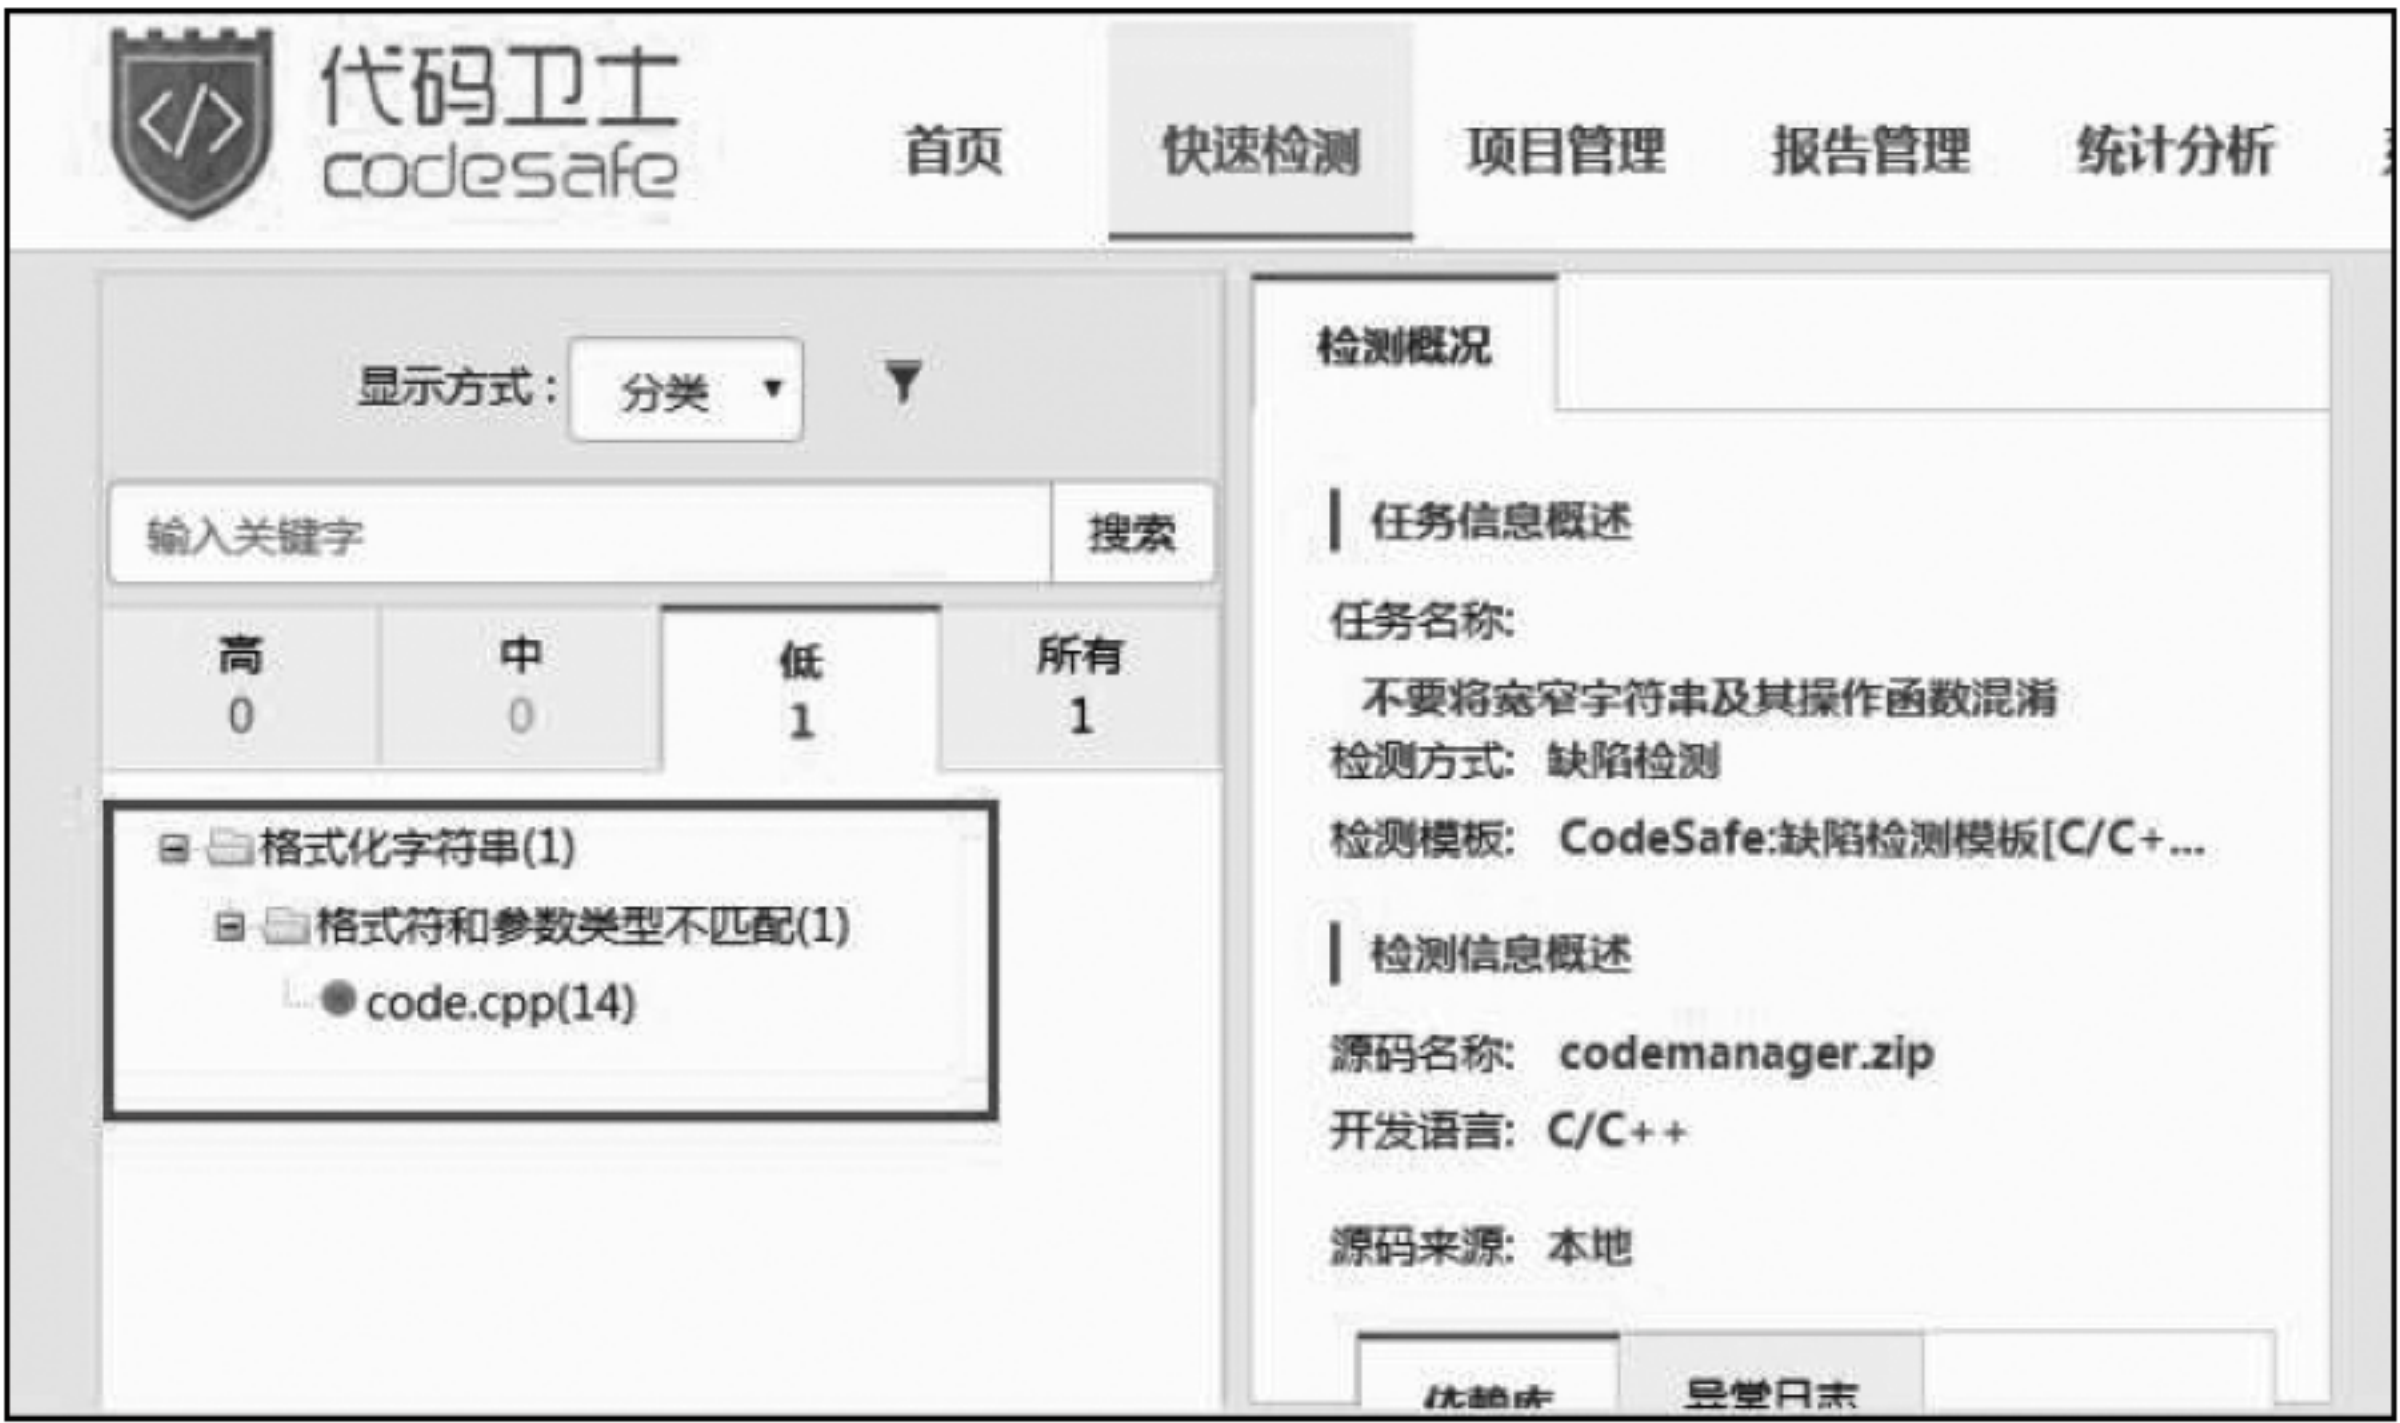 代码卫士
codesafe
首页 快速检测 项目管理 报告管理 统计分析
显示方式: 分类
输入关键字 搜索
高 中 低 所有
0 0 1 1
格式化字符串(1)
格式符和参数类型不匹配(1)
code.cpp(14)
检测概况
任务信息概述
任务名称:
不要将宽窄字符串及其操作函数混淆
检测方式: 缺陷检测
检测模板: CodeSafe:缺陷检测模板[C/C+...
检测信息概述
源码名称: codemanager.zip
开发语言: C/C++
源码来源: 本地
依赖库 异常日志